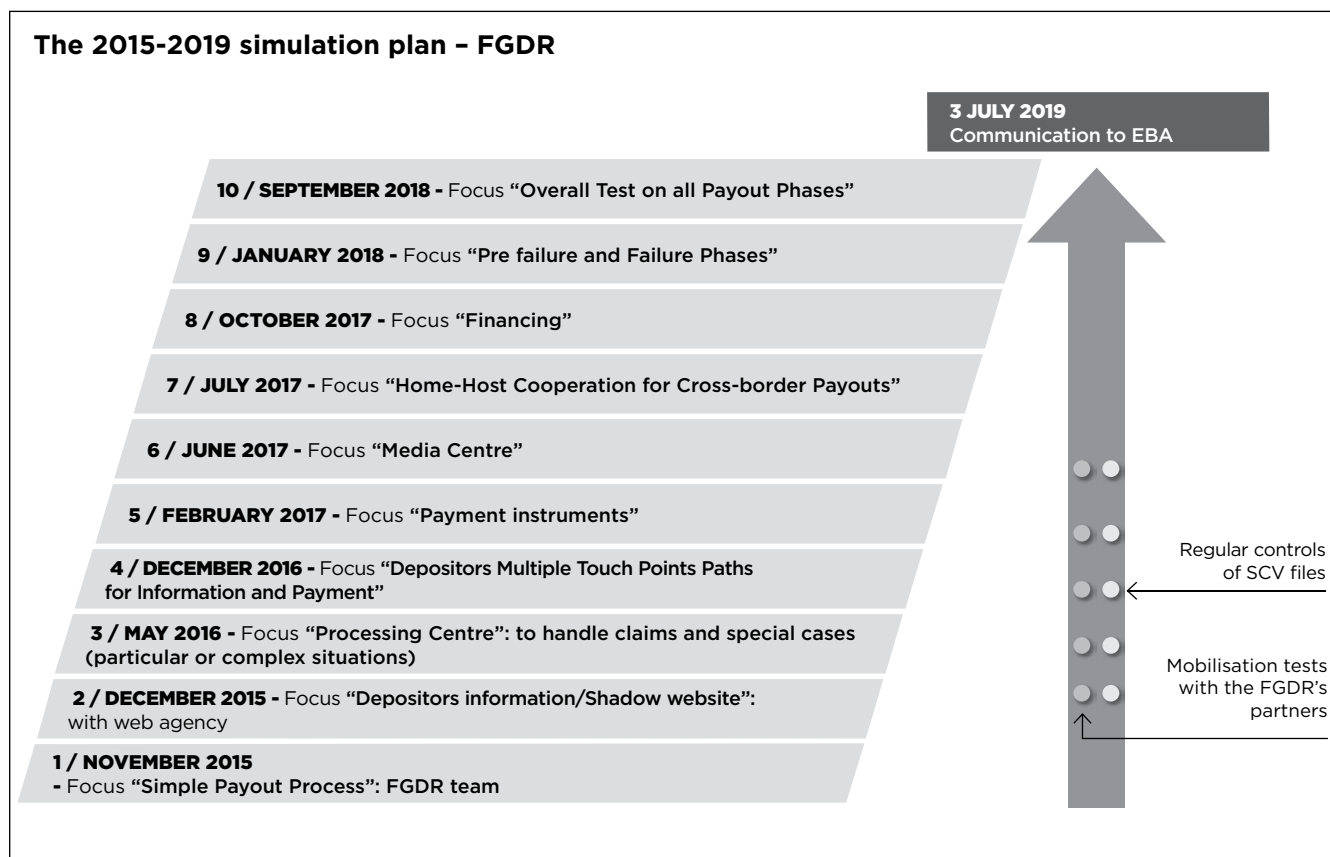 The 2015-2019 simulation plan – FGDR
3 JULY 2019
Communication to EBA
10 / SEPTEMBER 2018 - Focus “Overall Test on all Payout Phases”
9 / JANUARY 2018 - Focus “Pre failure and Failure Phases”
8 / OCTOBER 2017 - Focus “Financing”
7 / JULY 2017 - Focus “Home-Host Cooperation for Cross-border Payouts”
6 / JUNE 2017 - Focus “Media Centre”
5 / FEBRUARY 2017 - Focus “Payment instruments”
4 / DECEMBER 2016 - Focus “Depositors Multiple Touch Points Paths
for Information and Payment”
3 / MAY 2016 - Focus “Processing Centre”: to handle claims and special cases
(particular or complex situations)
2 / DECEMBER 2015 - Focus “Depositors information/Shadow website”:
with web agency
1 / NOVEMBER 2015
- Focus “Simple Payout Process”: FGDR team
Regular controls
of SCV files
Mobilisation tests
with the FGDR’s
partners